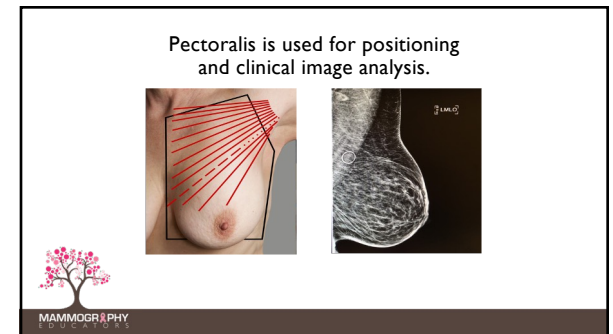 Pectoralis is used for positioning
and clinical image analysis.
LMLO
MAMMOGRAPHY
EDUCATORS